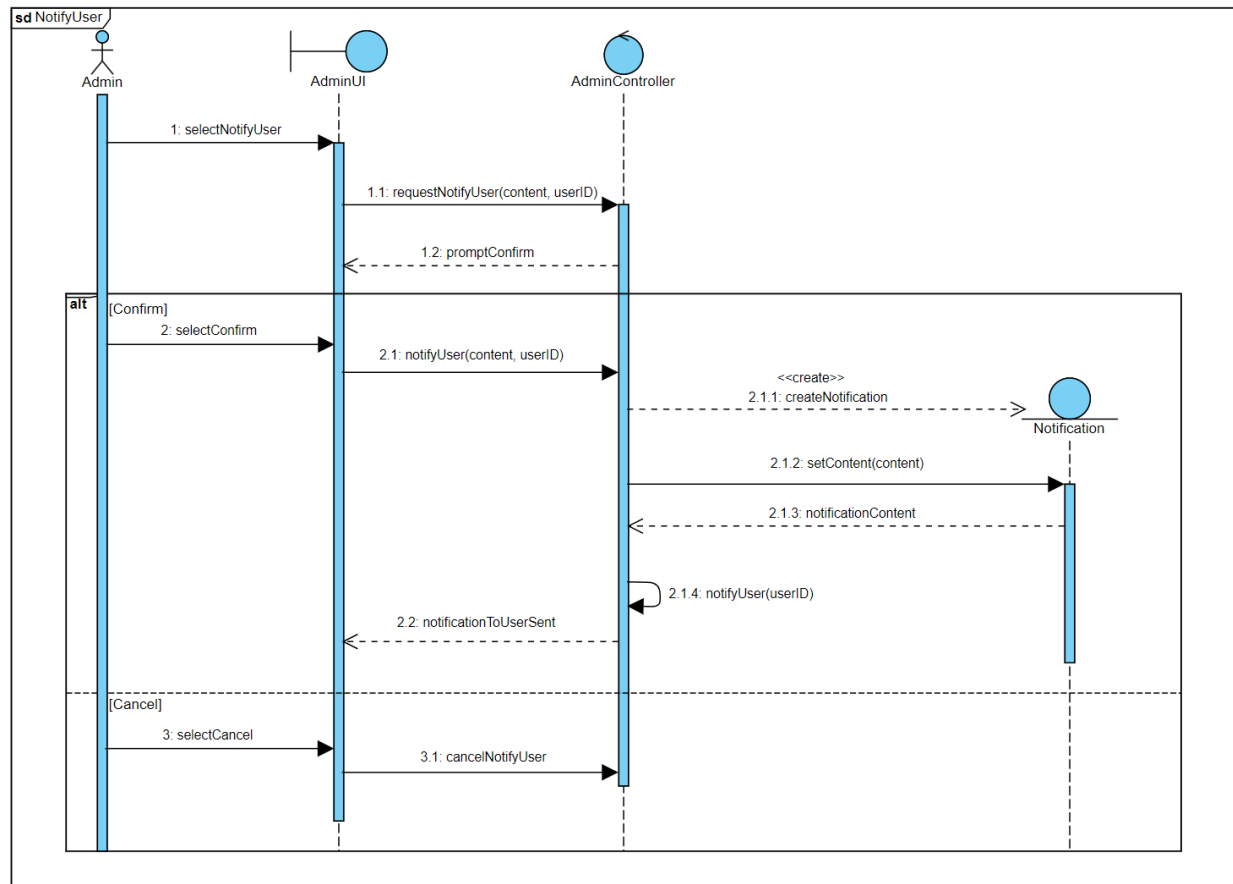 sd NotifyUser
Admin
AdminUI
AdminController
1: selectNotifyUser
1.1: requestNotifyUser(content, userID)
1.2: promptConfirm
alt
[Confirm]
2: selectConfirm
2.1: notifyUser(content, userID)
<<create>>
2.1.1: createNotification
Notification
2.1.2: setContent(content)
2.1.3: notificationContent
2.1.4: notifyUser(userID)
2.2: notificationToUserSent
[Cancel]
3: selectCancel
3.1: cancelNotifyUser